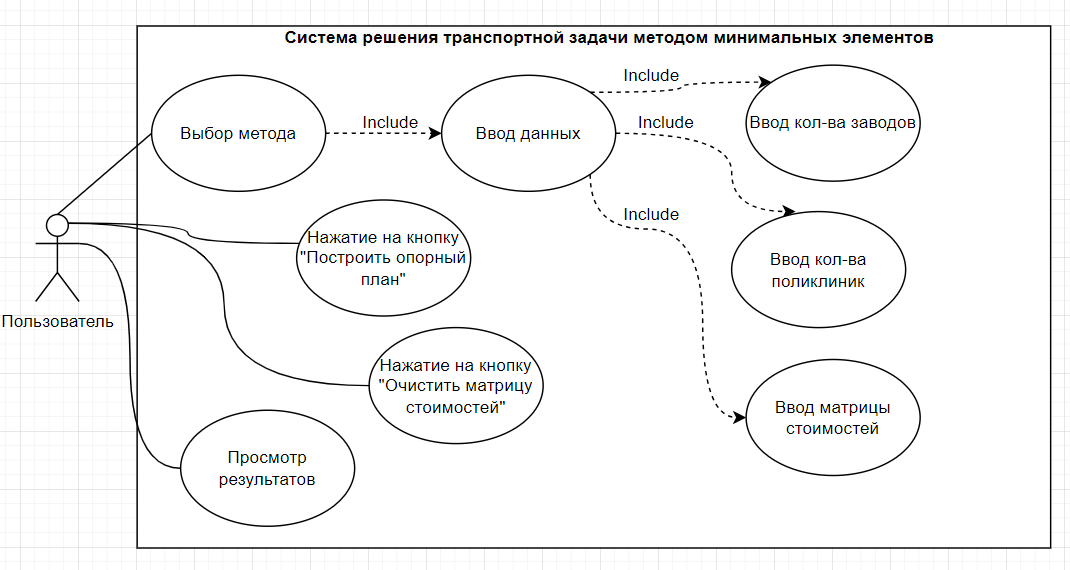 Система решения транспортной задачи методом минимальных элементов
Include
Include
Include
Include
Выбор метода
Ввод данных
Ввод кол-ва заводов
Нажатие на кнопку
"Построить опорный
план"
Ввод кол-ва
поликлиник
Пользователь
Нажатие на кнопку
"Очистить матрицу
стоимостей"
Ввод матрицы
стоимостей
Просмотр
результатов